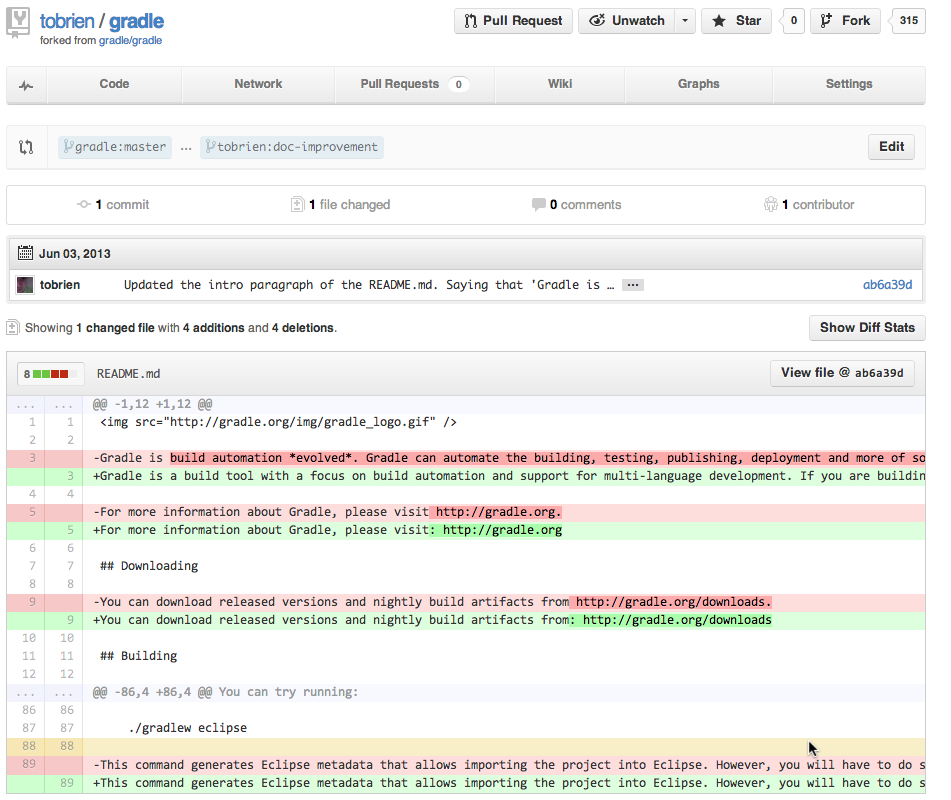 tobrien / gradle
forked from gradle/gradle
Pull Request Unwatch Star 0 Fork 315
Code Network Pull Requests 0 Wiki Graphs Settings
gradle:master ... tobrien:doc-improvement Edit
1 commit 1 file changed 0 comments 1 contributor
Jun 03, 2013
tobrien Updated the intro paragraph of the README.md. Saying that 'Gradle is … ... ab6a39d
Showing 1 changed file with 4 additions and 4 deletions. Show Diff Stats
8 README.md View file @ ab6a39d
... ... @@ -1,12 +1,12 @@
1 1 <img src="http://gradle.org/img/gradle_logo.gif" />
2 2
3 -Gradle is build automation *evolved*. Gradle can automate the building, testing, publishing, deployment and more of so
3 +Gradle is a build tool with a focus on build automation and support for multi-language development. If you are buildin
4 4
5 -For more information about Gradle, please visit http://gradle.org.
5 +For more information about Gradle, please visit: http://gradle.org
6 6
7 7 ## Downloading
8 8
9 -You can download released versions and nightly build artifacts from http://gradle.org/downloads.
9 +You can download released versions and nightly build artifacts from: http://gradle.org/downloads
10 10
11 11 ## Building
12 12
... ... @@ -86,4 +86,4 @@ You can try running:
86 86
87 87 ./gradlew eclipse
88 88
89 -This command generates Eclipse metadata that allows importing the project into Eclipse. However, you will have to do s
89 +This command generates Eclipse metadata that allows importing the project into Eclipse. However, you will have to do s